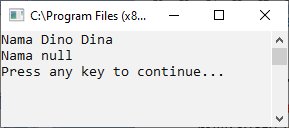 C:\Program Files (x8...
Nama Dino Dina
Nama null
Press any key to continue...